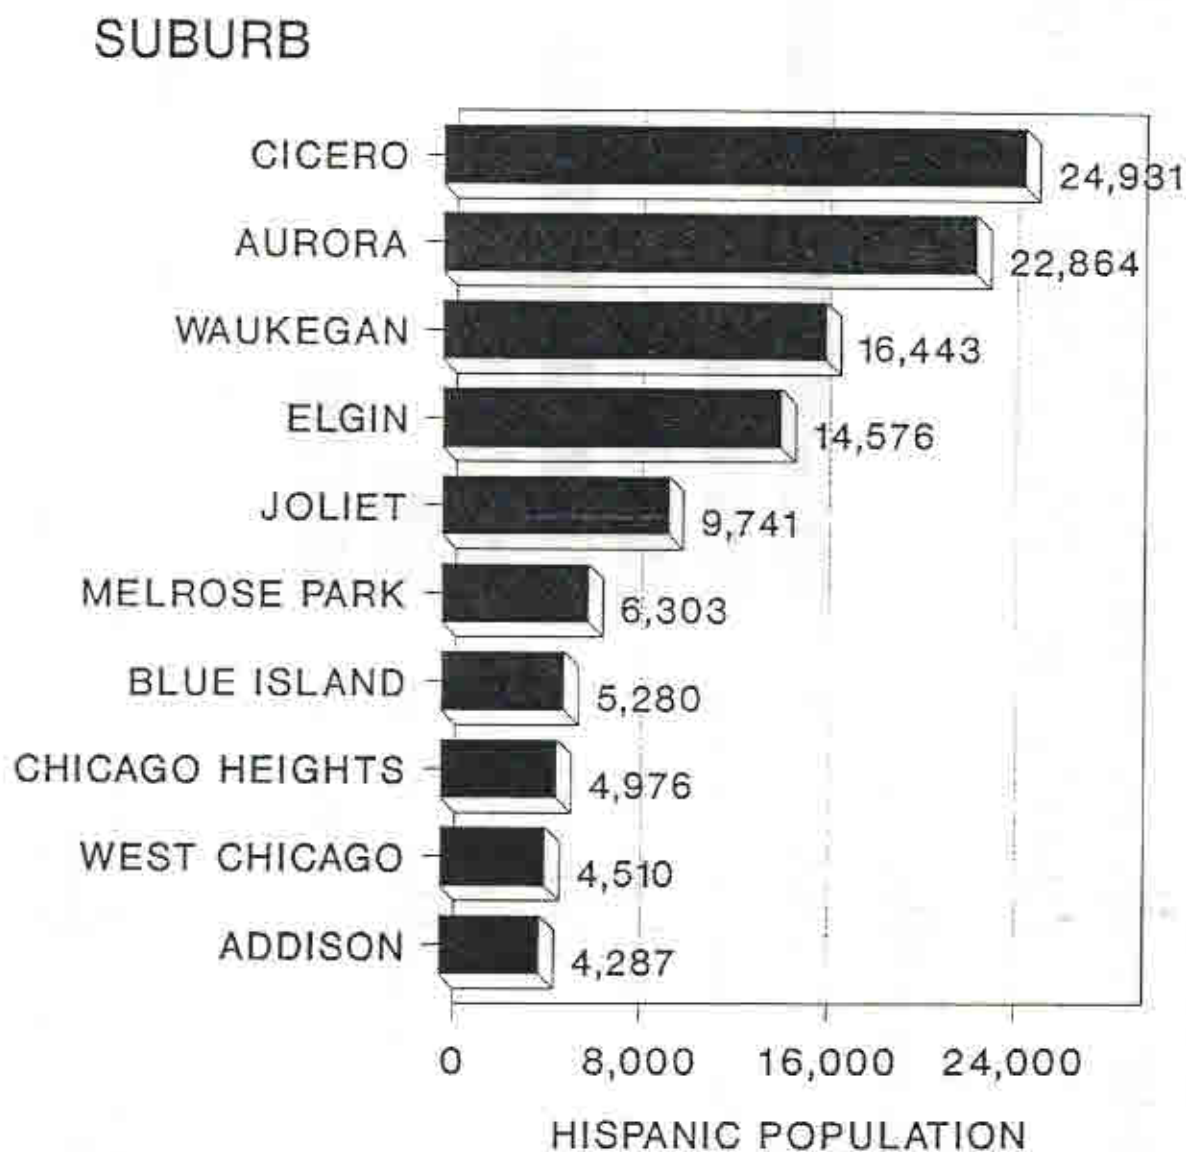 SUBURB
CICERO 24,931
AURORA 22,864
WAUKEGAN 16,443
ELGIN 14,576
JOLIET 9,741
MELROSE PARK 6,303
BLUE ISLAND 5,280
CHICAGO HEIGHTS 4,976
WEST CHICAGO 4,510
ADDISON 4,287
0 8,000 16,000 24,000
HISPANIC POPULATION